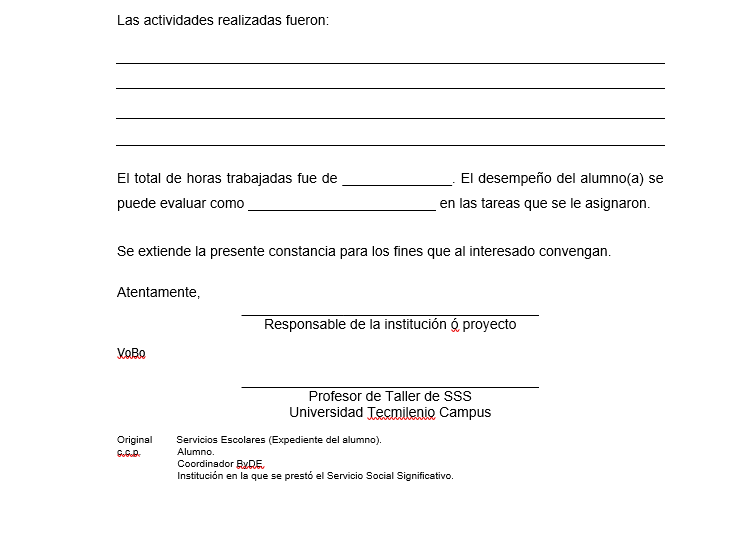 Las actividades realizadas fueron:
El total de horas trabajadas fue de ______________. El desempeño del alumno(a) se
puede evaluar como ________________________ en las tareas que se le asignaron.
Se extiende la presente constancia para los fines que al interesado convengan.
Atentamente,
Responsable de la institución ó proyecto
VoBo
Profesor de Taller de SSS
Universidad Tecmilenio Campus
Original Servicios Escolares (Expediente del alumno).
c.c.p. Alumno.
Coordinador ByDE.
Institución en la que se prestó el Servicio Social Significativo.